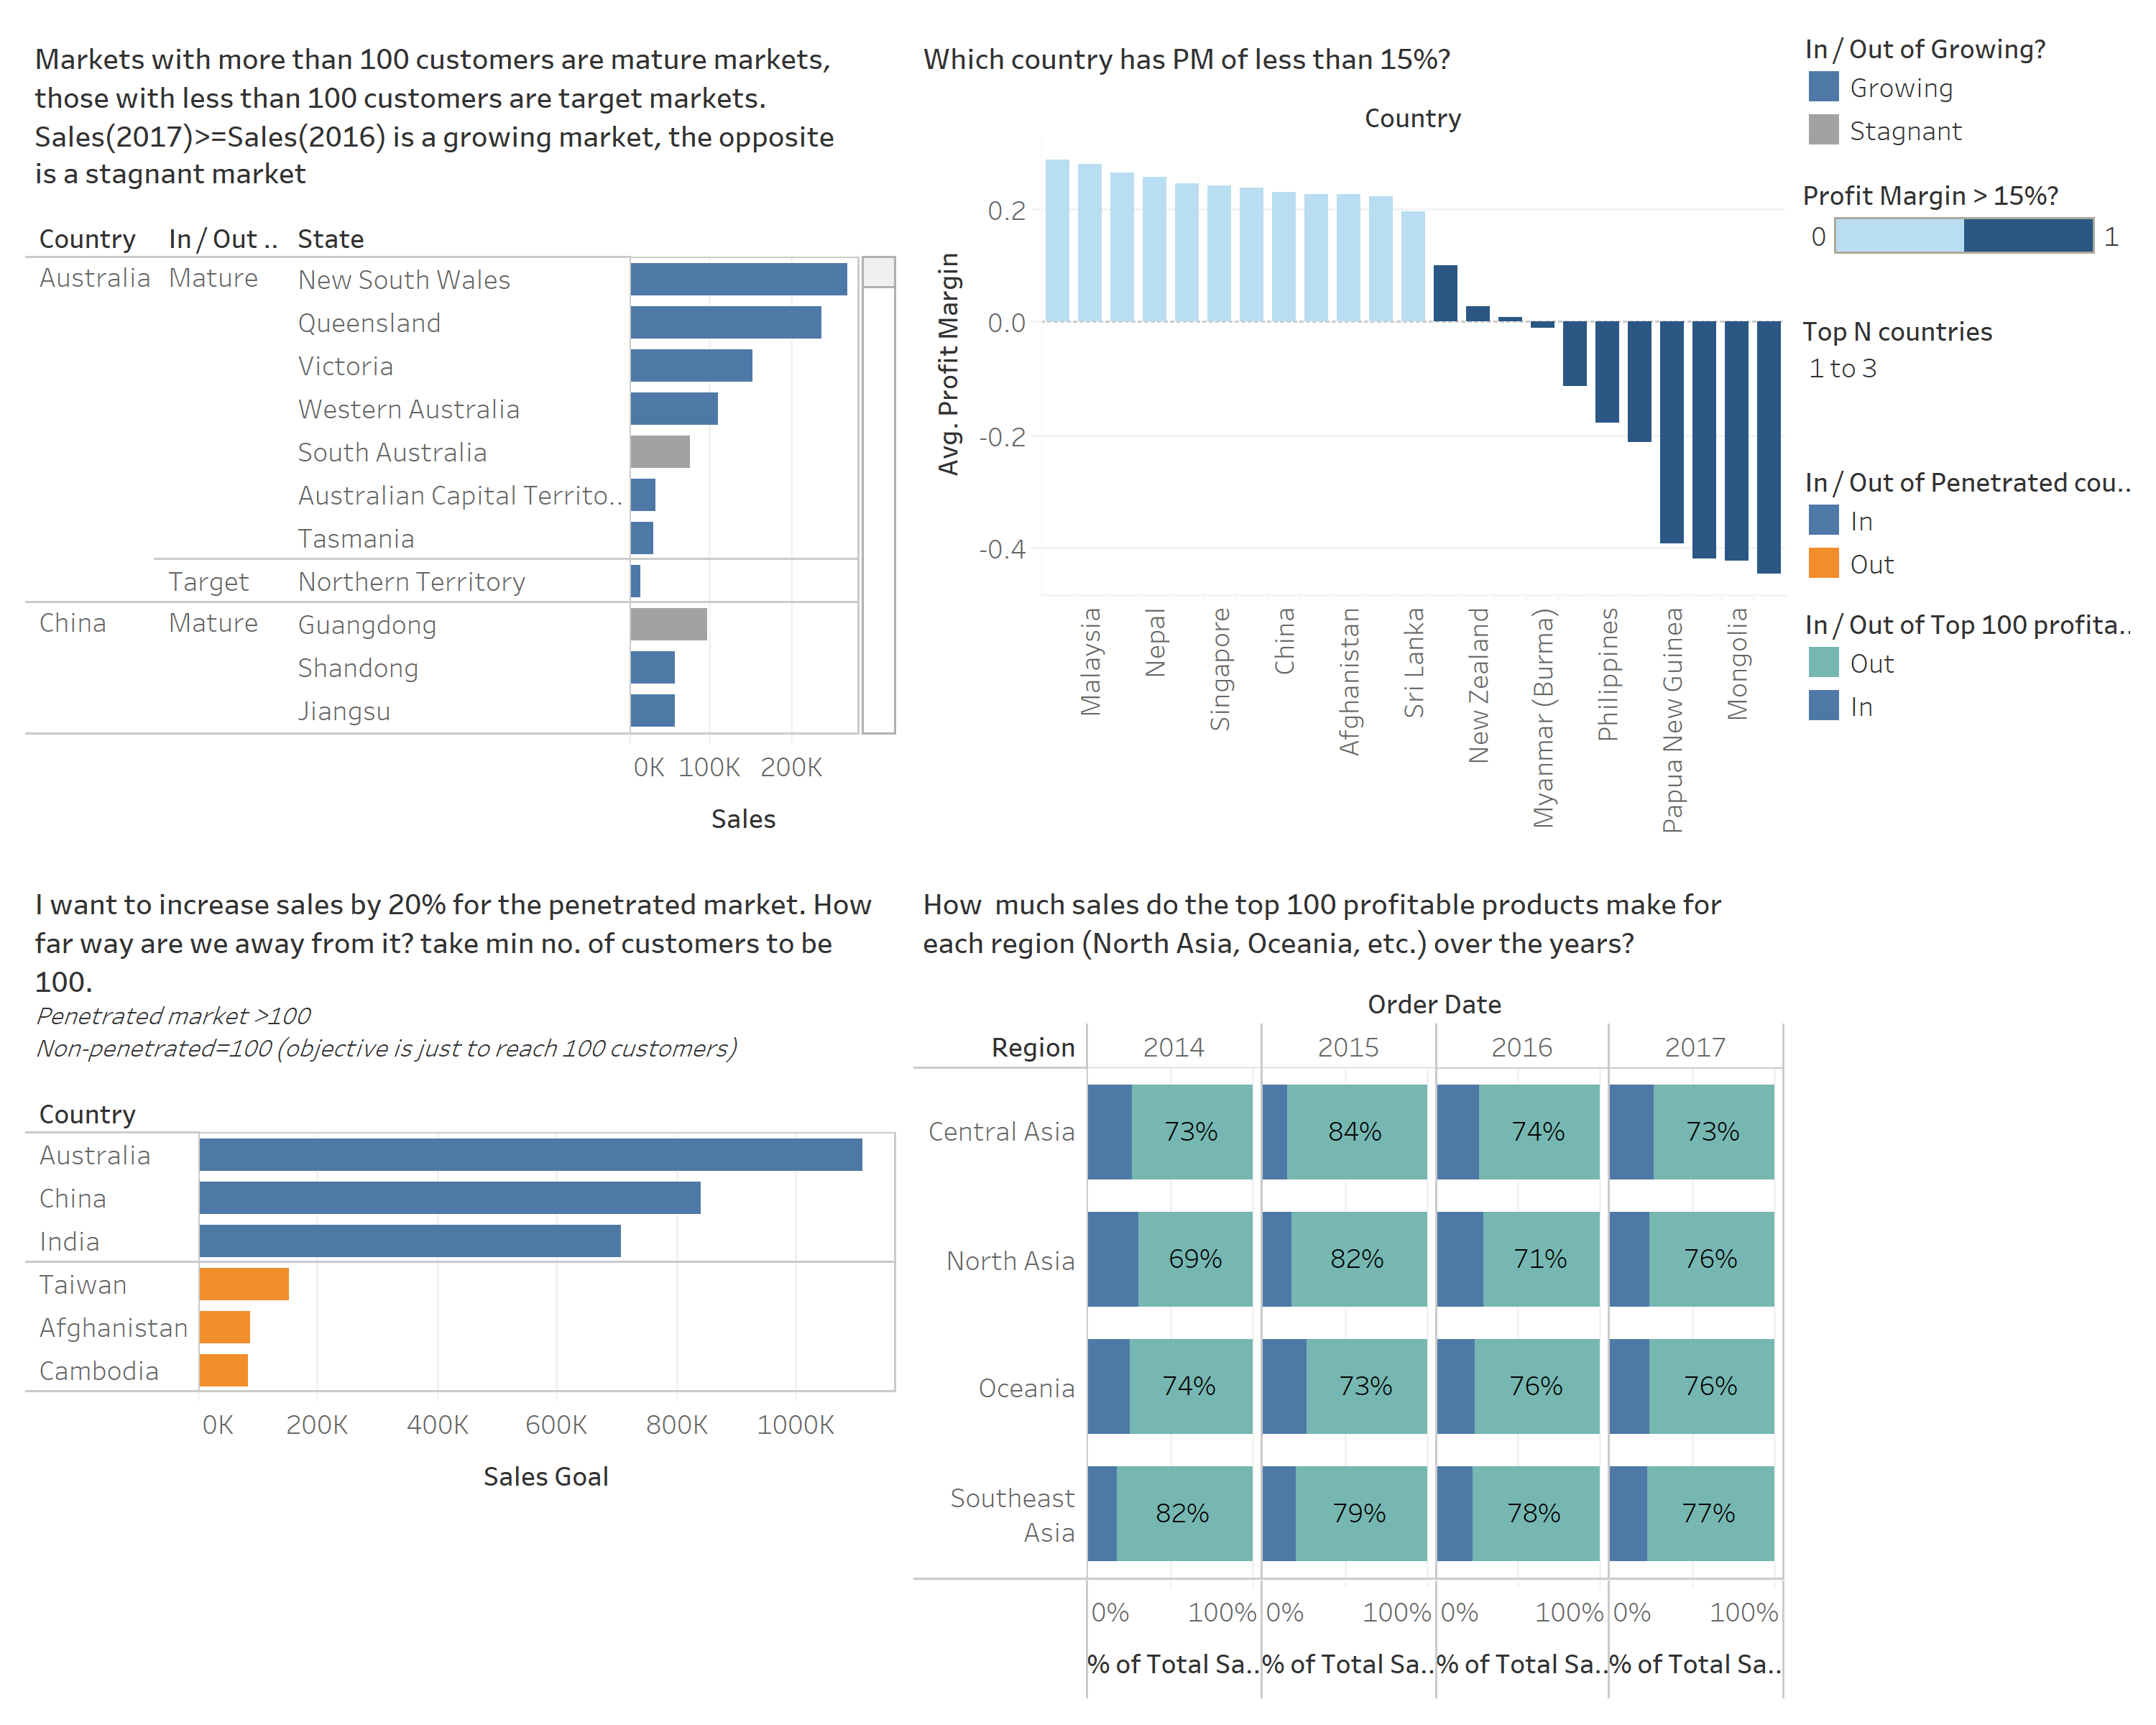 Markets with more than 100 customers are mature markets,
those with less than 100 customers are target markets.
Sales(2017)>=Sales(2016) is a growing market, the opposite
is a stagnant market
Country In / Out .. State
Australia Mature New South Wales
Queensland
Victoria
Western Australia
South Australia
Australian Capital Territo..
Tasmania
Target Northern Territory
China Mature Guangdong
Shandong
Jiangsu
0K 100K 200K
Sales
Which country has PM of less than 15%?
Country
Avg. Profit Margin
0.2
0.0
-0.2
-0.4
Malaysia
Nepal
Singapore
China
Afghanistan
Sri Lanka
New Zealand
Myanmar (Burma)
Philippines
Papua New Guinea
Mongolia
In / Out of Growing?
Growing
Stagnant
Profit Margin > 15%?
0 1
Top N countries
1 to 3
In / Out of Penetrated cou..
In
Out
In / Out of Top 100 profita..
Out
In
I want to increase sales by 20% for the penetrated market. How
far way are we away from it? take min no. of customers to be
100.
Penetrated market >100
Non-penetrated=100 (objective is just to reach 100 customers)
Country
Australia
China
India
Taiwan
Afghanistan
Cambodia
0K 200K 400K 600K 800K 1000K
Sales Goal
How  much sales do the top 100 profitable products make for
each region (North Asia, Oceania, etc.) over the years?
Order Date
Region 2014 2015 2016 2017
Central Asia 73% 84% 74% 73%
North Asia 69% 82% 71% 76%
Oceania 74% 73% 76% 76%
Southeast
Asia 82% 79% 78% 77%
0% 100% 0% 100% 0% 100% 0% 100%
% of Total Sa.. % of Total Sa.. % of Total Sa.. % of Total Sa..